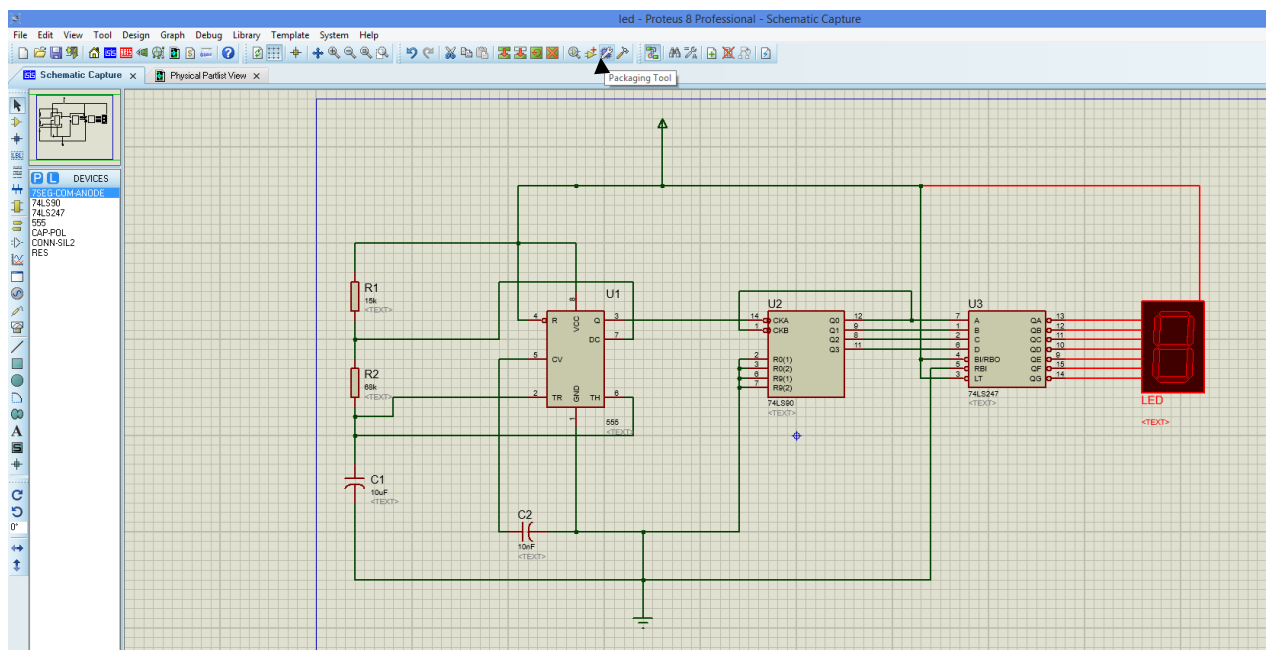 led - Proteus 8 Professional - Schematic Capture
File Edit View Tool Design Graph Debug Library Template System Help
Packaging Tool
Schematic Capture
Physical Partlist View
P L DEVICES
7SEG-COM-ANODE
74LS90
74LS247
555
CAP-POL
CONN-SIL2
RES
0°
R1
15k
<TEXT>
R2
68k
<TEXT>
C1
10uF
<TEXT>
C2
10nF
<TEXT>
U1
8
VCC
4 R Q 3
DC 7
5 CV
2 TR GND TH 6
1
555
<TEXT>
U2
14 CKA Q0 12
1 CKB Q1 9
Q2 8
Q3 11
2 R0(1)
3 R0(2)
6 R9(1)
7 R9(2)
74LS90
<TEXT>
U3
7 A QA 13
1 B QB 12
2 C QC 11
6 D QD 10
4 BI/RBO QE 9
5 RBI QF 15
3 LT QG 14
74LS247
<TEXT>
LED
<TEXT>